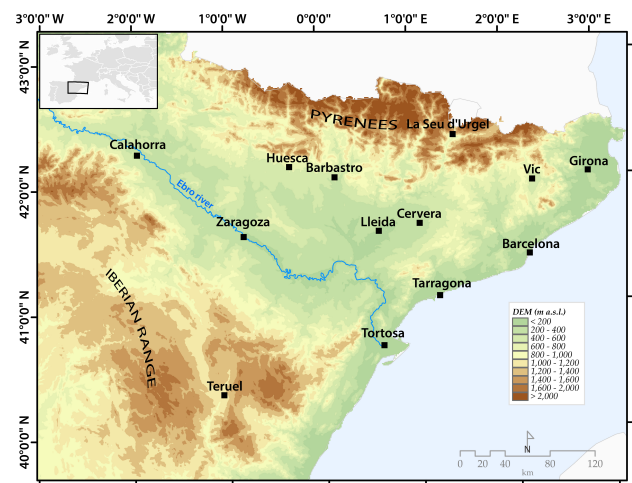 3°0'0" W 2°0'0" W 1°0'0" W 0°0'0" 1°0'0" E 2°0'0" E 3°0'0" E
43°0'0" N
42°0'0" N
41°0'0" N
40°0'0" N
PYRENEES
La Seu d'Urgel
Calahorra
Huesca
Barbastro
Vic
Girona
Ebro river
Zaragoza
Lleida
Cervera
Barcelona
IBERIAN RANGE
Tarragona
Tortosa
Teruel
DEM (m a.s.l.)
< 200
200 - 400
400 - 600
600 - 800
800 - 1,000
1,000 - 1,200
1,200 - 1,400
1,400 - 1,600
1,600 - 2,000
> 2,000
N
0 20 40 80 120
km